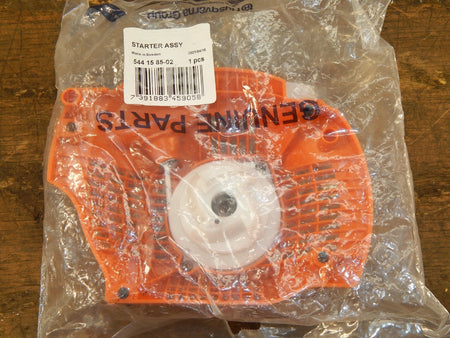 Husqvarna Group
STARTER ASSY
Made in Sweden
544 15 85-02
1 pcs
7 391883 459058
GENUINE PARTS